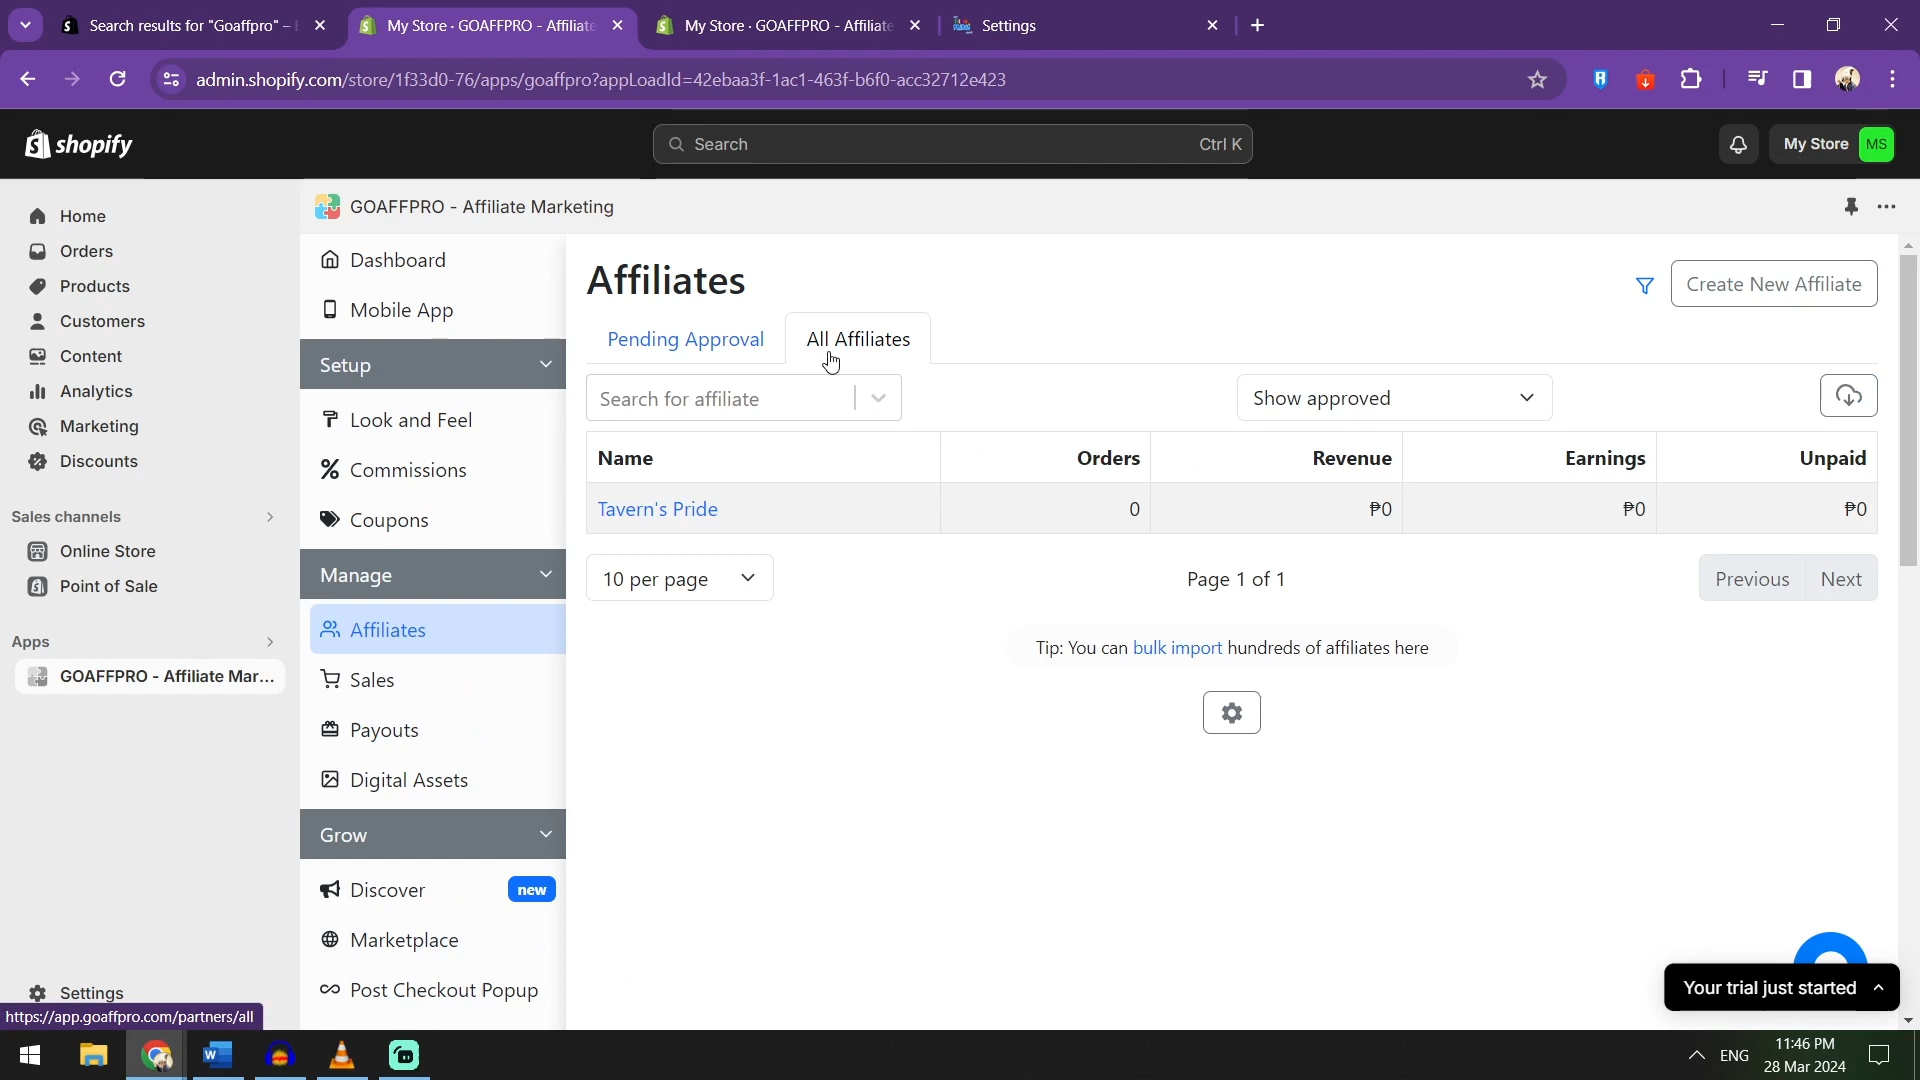 Search results for "Goaffpro" –
My Store · GOAFFPRO - Affiliate
My Store · GOAFFPRO - Affiliate
Settings
admin.shopify.com/store/1f33d0-76/apps/goaffpro?appLoadId=42ebaa3f-1ac1-463f-b6f0-acc32712e423
shopify
Search
Ctrl K
My Store
MS
Home
Orders
Products
Customers
Content
Analytics
Marketing
Discounts
Sales channels
Online Store
Point of Sale
Apps
GOAFFPRO - Affiliate Mar...
Settings
https://app.goaffpro.com/partners/all
GOAFFPRO - Affiliate Marketing
Dashboard
Mobile App
Setup
Look and Feel
Commissions
Coupons
Manage
Affiliates
Sales
Payouts
Digital Assets
Grow
Discover
new
Marketplace
Post Checkout Popup
Affiliates
Create New Affiliate
Pending Approval
All Affiliates
Search for affiliate
Show approved
Name Orders Revenue Earnings Unpaid
Tavern's Pride 0 ₱0 ₱0 ₱0
10 per page
Page 1 of 1
Previous
Next
Tip: You can bulk import hundreds of affiliates here
Your trial just started
ENG
11:46 PM
28 Mar 2024